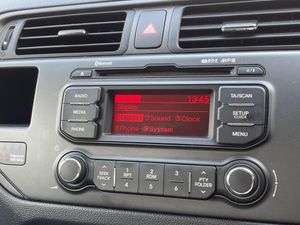 Bluetooth
MP3
RADIO
MEDIA
PHONE
13:45
Display
Sound
Clock
Phone
System
TA/SCAN
SETUP
CLOCK
MENU
SEEK
TRACK
1
RPT
2
RDM
3
4
5
6
PTY
FOLDER